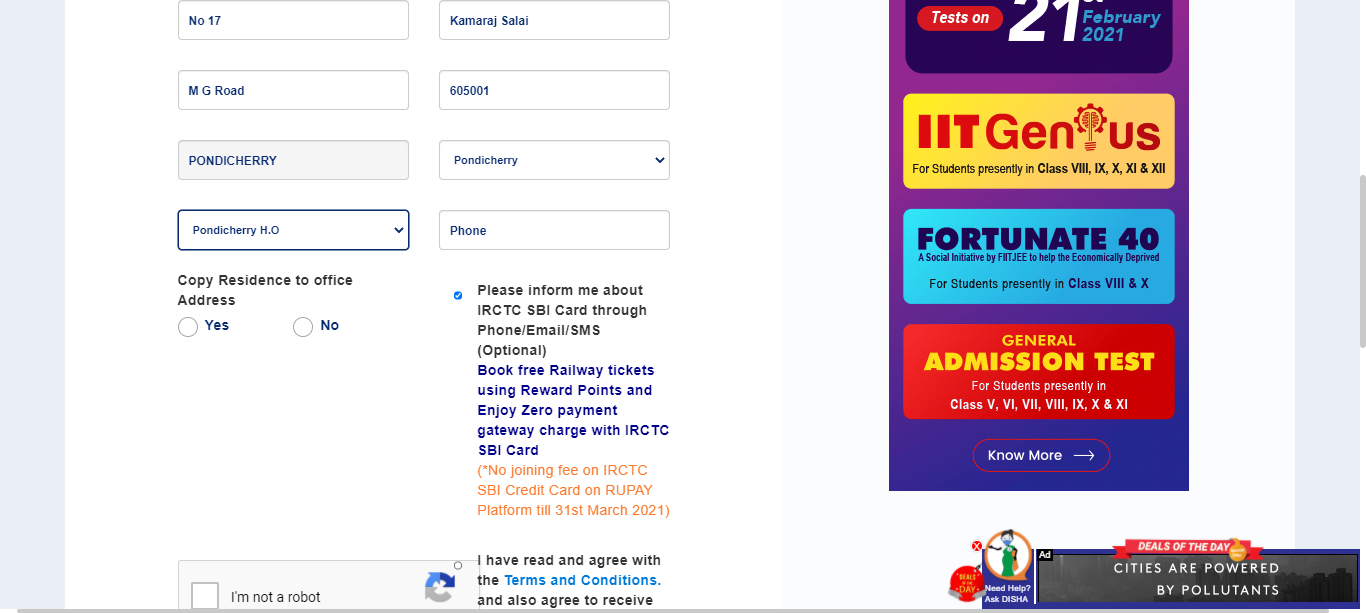 No 17
Kamaraj Salai
M G Road
605001
PONDICHERRY
Pondicherry
Pondicherry H.O
Phone
Copy Residence to office
Address
Yes
No
Please inform me about
IRCTC SBI Card through
Phone/Email/SMS
(Optional)
Book free Railway tickets
using Reward Points and
Enjoy Zero payment
gateway charge with IRCTC
SBI Card
(*No joining fee on IRCTC
SBI Credit Card on RUPAY
Platform till 31st March 2021)
I'm not a robot
I have read and agree with
the Terms and Conditions.
and also agree to receive
Tests on
21st
February
2021
IIT Genius
For Students presently in Class VIII, IX, X, XI & XII
FORTUNATE 40
A Social Initiative by FIITJEE to help the Economically Deprived
For Students presently in Class VIII & X
GENERAL
ADMISSION TEST
For Students presently in
Class V, VI, VII, VIII, IX, X & XI
Know More
X
DEALS OF THE DAY
Need Help?
Ask DISHA
Ad
DEALS OF THE DAY
CITIES ARE POWERED
BY POLLUTANTS